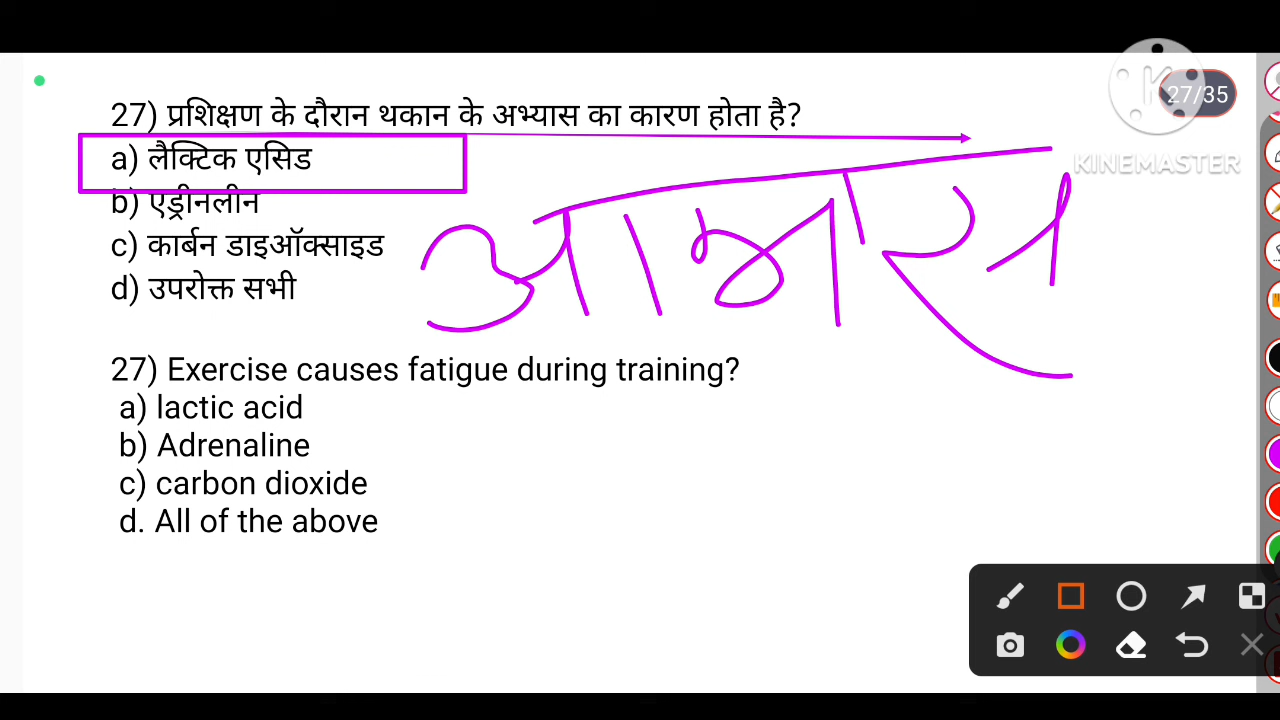 27/35
KINEMASTER
27) प्रशिक्षण के दौरान थकान के अभ्यास का कारण होता है?
a) लैक्टिक एसिड
b) एड्रीनलीन
c) कार्बन डाइऑक्साइड
d) उपरोक्त सभी
आभास
27) Exercise causes fatigue during training?
a) lactic acid
b) Adrenaline
c) carbon dioxide
d. All of the above